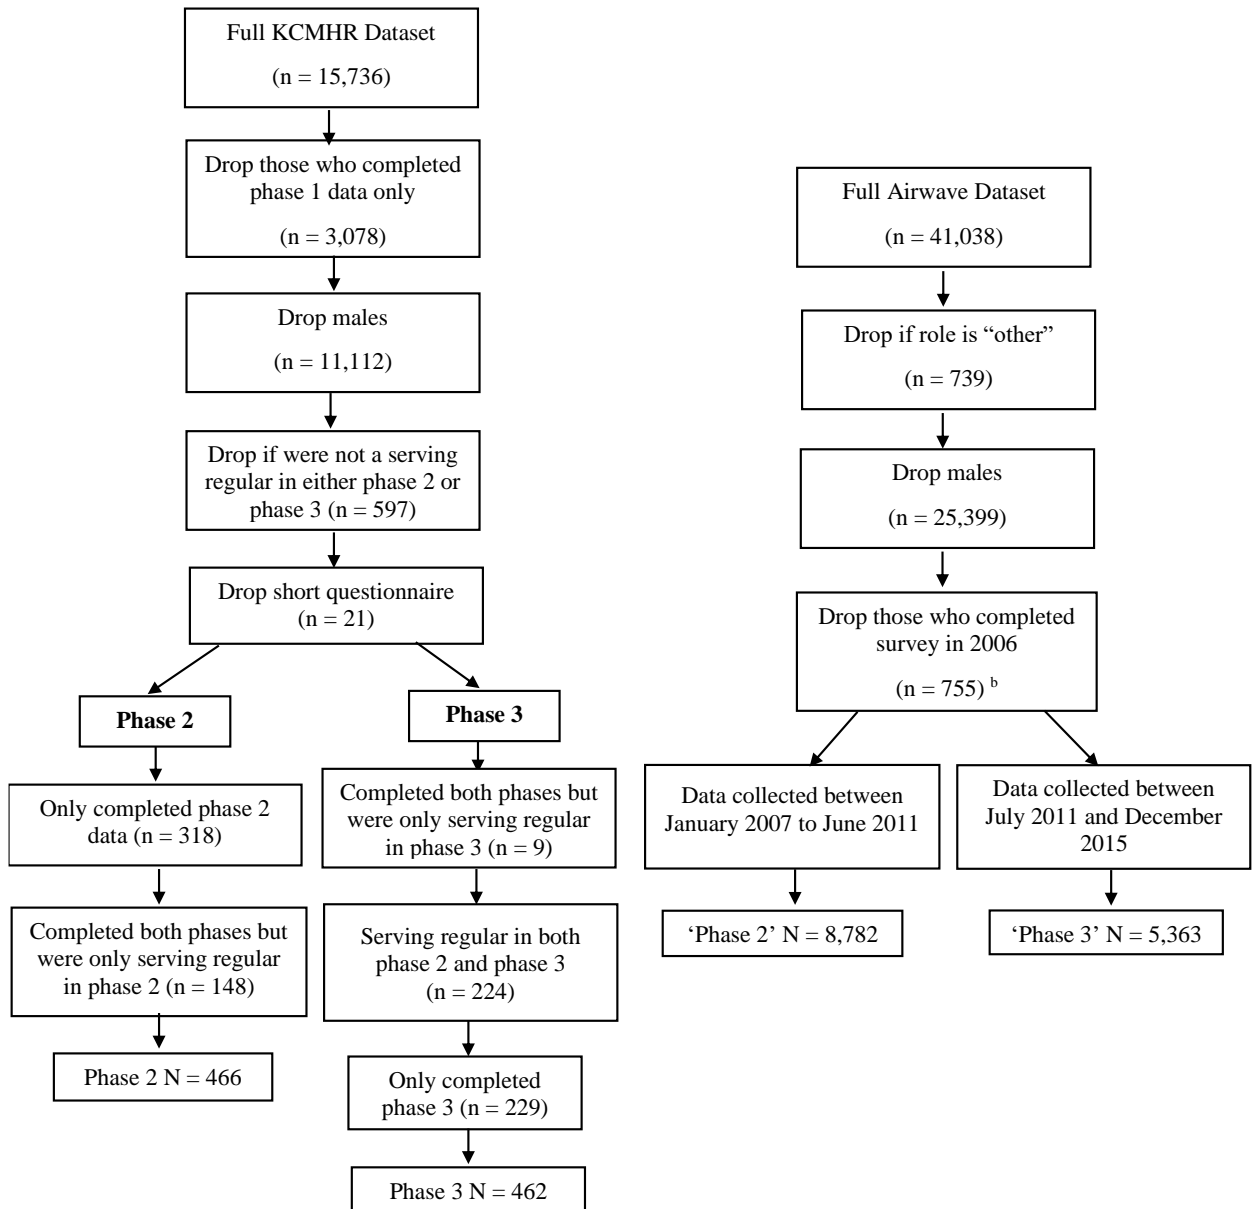 Full KCMHR Dataset
(n = 15,736)
Drop those who completed
phase 1 data only
(n = 3,078)
Drop males
(n = 11,112)
Drop if were not a serving
regular in either phase 2 or
phase 3 (n = 597)
Drop short questionnaire
(n = 21)
Phase 2
Only completed phase 2
data (n = 318)
Completed both phases but
were only serving regular
in phase 2 (n = 148)
Phase 2 N = 466
Phase 3
Completed both phases but
were only serving regular
in phase 3 (n = 9)
Serving regular in both
phase 2 and phase 3
(n = 224)
Only completed
phase 3 (n = 229)
Phase 3 N = 462
Full Airwave Dataset
(n = 41,038)
Drop if role is “other”
(n = 739)
Drop males
(n = 25,399)
Drop those who completed
survey in 2006
(n = 755) b
Data collected between
January 2007 to June 2011
‘Phase 2’ N = 8,782
Data collected between
July 2011 and December
2015
‘Phase 3’ N = 5,363